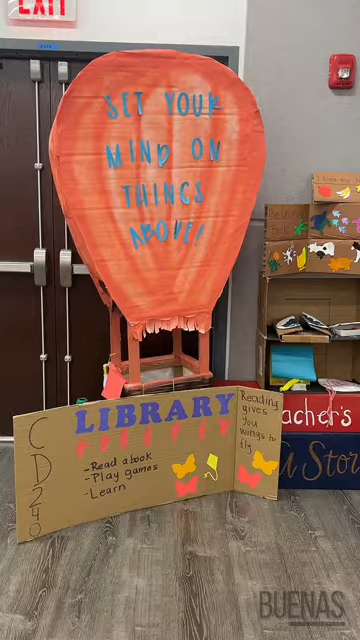 EXIT
SET YOUR
MIND ON
THINGS
ABOVE!
LIBRARY
CD240
-Read a book
-Play games
-Learn
Reading
gives
you
wings to
fly
acher's
Stor
BUENAS